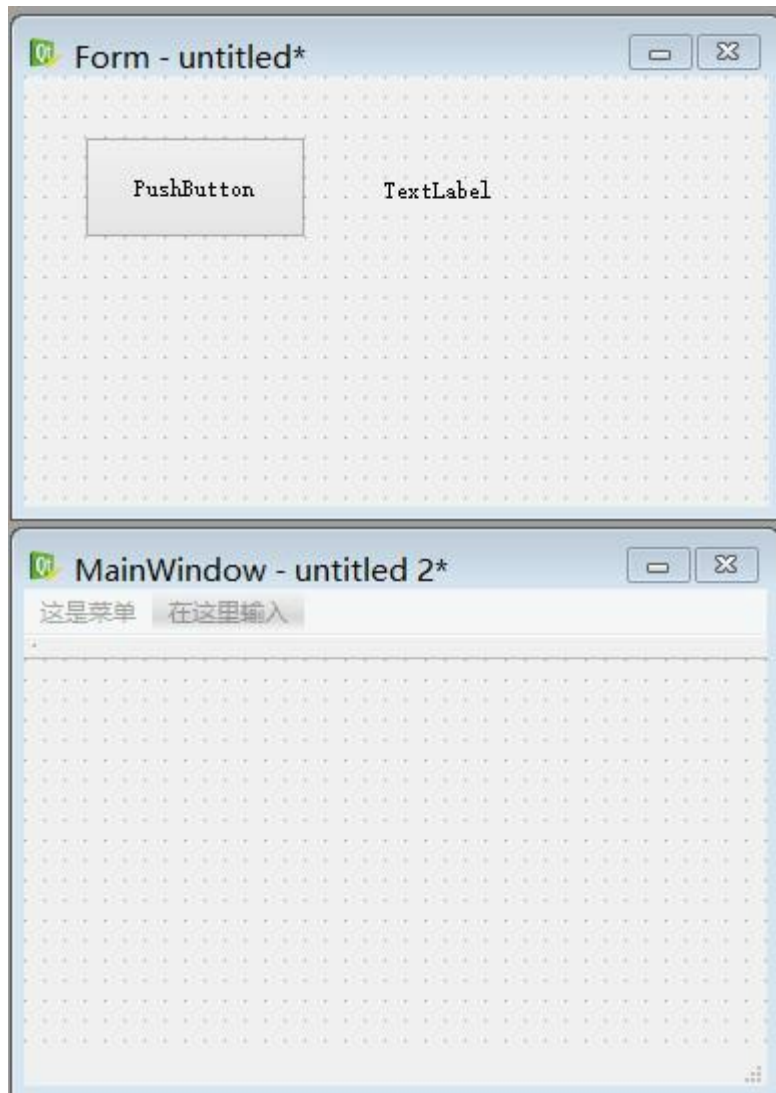 Form - untitled*
PushButton TextLabel
MainWindow - untitled 2*
这是菜单 在这里输入